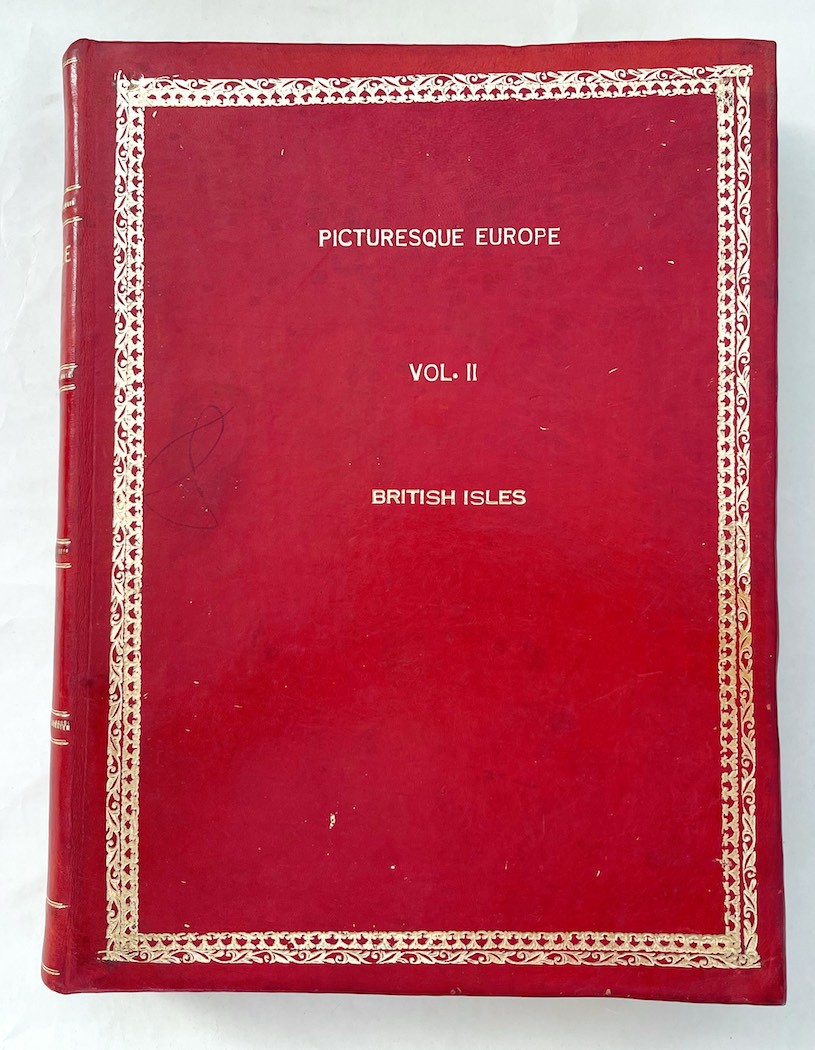 PICTURESQUE EUROPE
VOL. II
BRITISH ISLES
E